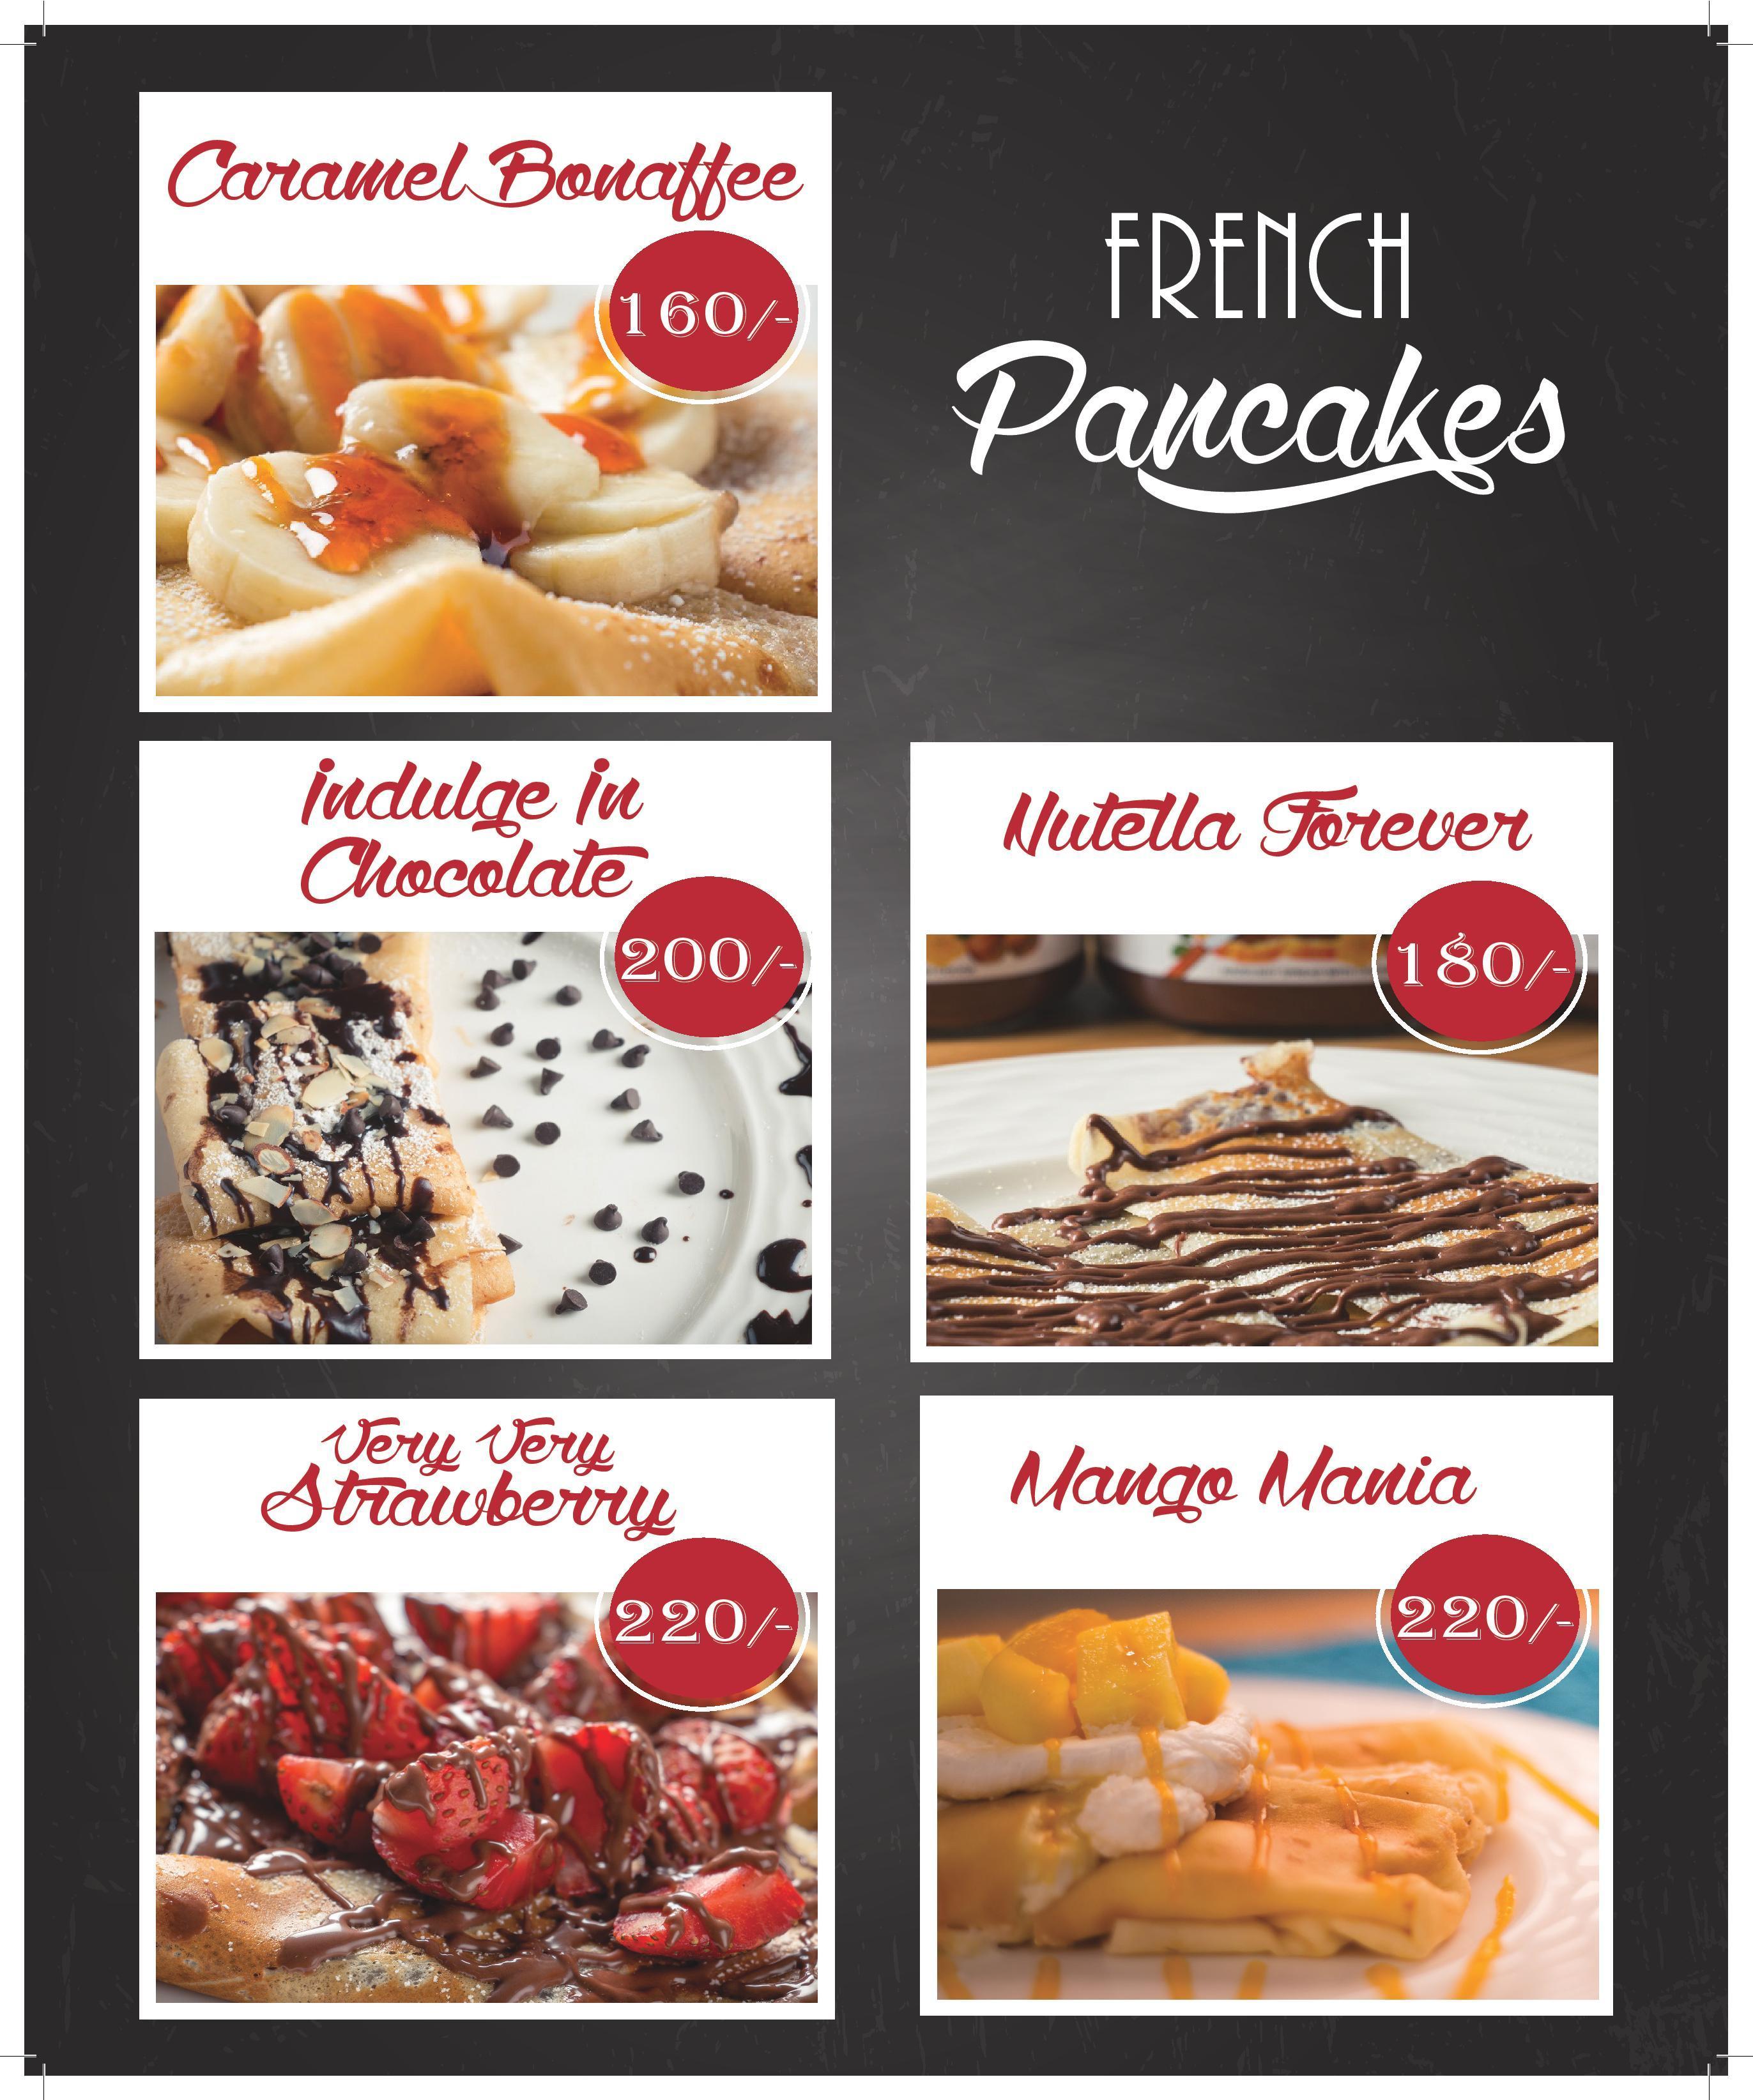 Caramel Bonaffee
160/-
FRENCH
Pancakes
indulge in
Chocolate
200/-
Nutella Forever
180/-
Very Very
Strawberry
220/-
Mango Mania
220/-